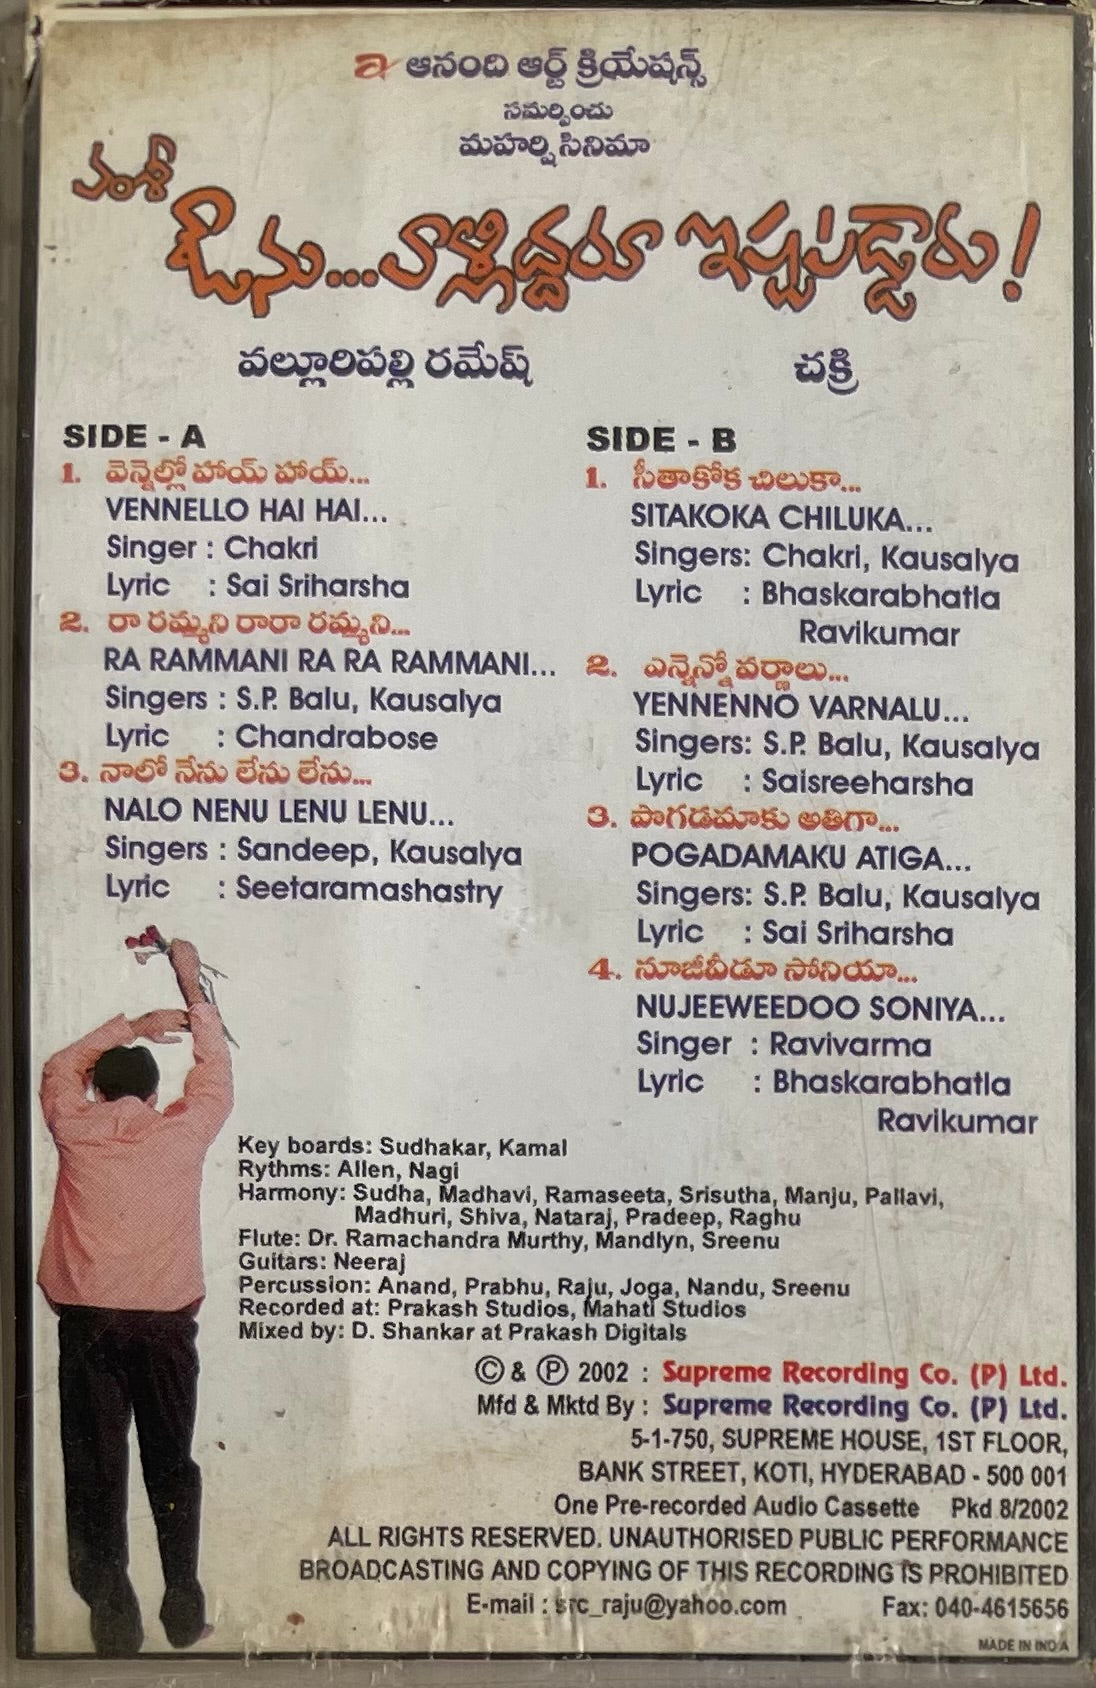 a ఆనంది ఆర్ట్ క్రియేషన్స్
సమర్పించు
మహర్షి సినిమా
వంశీ
ఔను...వాళ్ళిద్దరూ ఇష్టపడ్డారు!
వల్లూరిపల్లి రమేష్
చక్రి
SIDE - A
1. వెన్నెల్లో హాయ్ హాయ్...
VENNELLO HAI HAI...
Singer : Chakri
Lyric : Sai Sriharsha
2. రా రమ్మని రారా రమ్మని...
RA RAMMANI RA RA RAMMANI...
Singers : S.P. Balu, Kausalya
Lyric : Chandrabose
3. నాలో నేను లేను లేను...
NALO NENU LENU LENU...
Singers : Sandeep, Kausalya
Lyric : Seetaramashastry
SIDE - B
1. సీతాకోక చిలుకా...
SITAKOKA CHILUKA...
Singers: Chakri, Kausalya
Lyric : Bhaskarabhatla
Ravikumar
2. ఎన్నెన్నో వర్ణాలు...
YENNENNO VARNALU...
Singers: S.P. Balu, Kausalya
Lyric : Saisreeharsha
3. పొగడమాకు అతిగా...
POGADAMAKU ATIGA...
Singers: S.P. Balu, Kausalya
Lyric : Sai Sriharsha
4. నూజీవీడూ సోనియా...
NUJEEWEEDOO SONIYA...
Singer : Ravivarma
Lyric : Bhaskarabhatla
Ravikumar
Key boards: Sudhakar, Kamal
Rythms: Allen, Nagi
Harmony: Sudha, Madhavi, Ramaseeta, Srisutha, Manju, Pallavi,
Madhuri, Shiva, Nataraj, Pradeep, Raghu
Flute: Dr. Ramachandra Murthy, Mandlyn, Sreenu
Guitars: Neeraj
Percussion: Anand, Prabhu, Raju, Joga, Nandu, Sreenu
Recorded at: Prakash Studios, Mahati Studios
Mixed by: D. Shankar at Prakash Digitals
© & ℗ 2002 : Supreme Recording Co. (P) Ltd.
Mfd & Mktd By : Supreme Recording Co. (P) Ltd.
5-1-750, SUPREME HOUSE, 1ST FLOOR,
BANK STREET, KOTI, HYDERABAD - 500 001
One Pre-recorded Audio Cassette Pkd 8/2002
ALL RIGHTS RESERVED. UNAUTHORISED PUBLIC PERFORMANCE
BROADCASTING AND COPYING OF THIS RECORDING IS PROHIBITED
E-mail : src_raju@yahoo.com Fax: 040-4615656
MADE IN INDIA